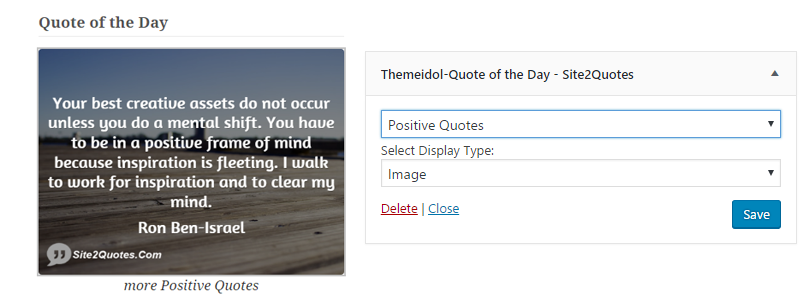 Quote of the Day
Your best creative assets do not occur
unless you do a mental shift. You have
to be in a positive frame of mind
because inspiration is fleeting. I walk
to work for inspiration and to clear my
mind.
Ron Ben-Israel
Site2Quotes.Com
more Positive Quotes
Themeidol-Quote of the Day - Site2Quotes
Positive Quotes
Select Display Type:
Image
Delete | Close
Save